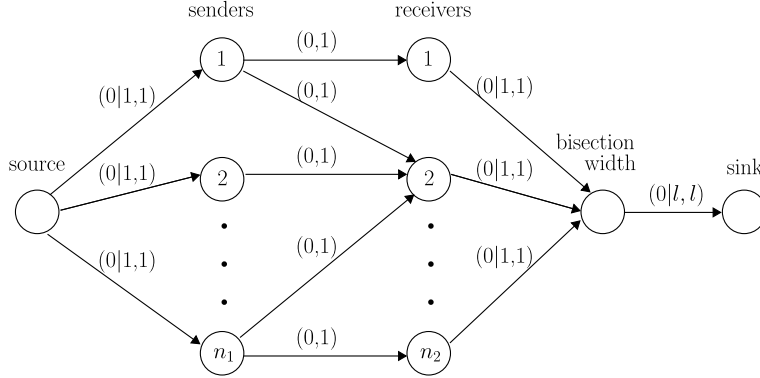 senders
receivers
(0,1)
1
1
(0|1,1)
(0,1)
(0|1,1)
bisection
width
source
sink
(0|1,1)
(0,1)
(0|1,1)
2
2
(0|l, l)
(0|1,1)
(0,1)
(0|1,1)
(0,1)
n₁
n₂